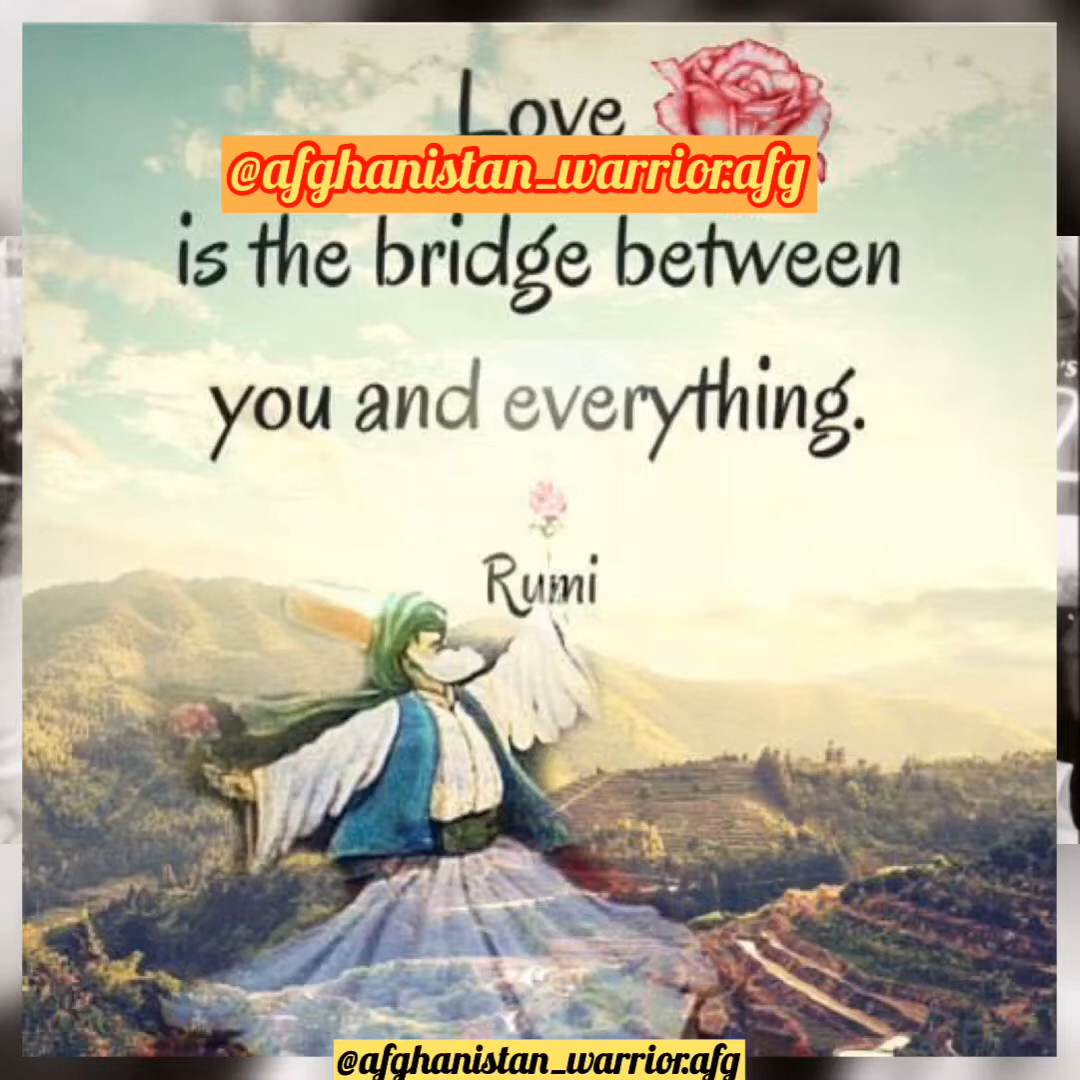 Love
@afghanistan_warrior.afg
is the bridge between
you and everything.
Rumi
@afghanistan_warrior.afg